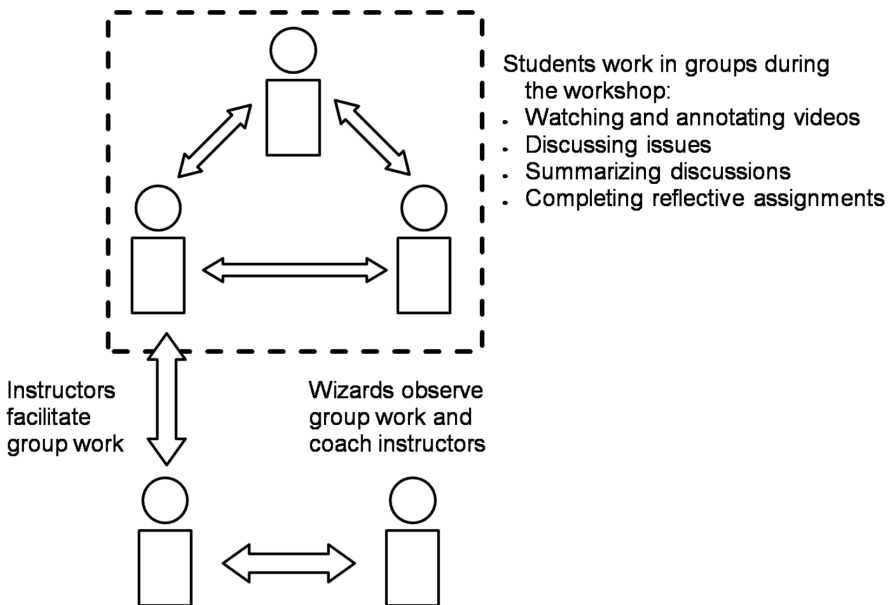 Students work in groups during
the workshop:
. Watching and annotating videos
. Discussing issues
. Summarizing discussions
. Completing reflective assignments
Instructors
facilitate
group work
Wizards observe
group work and
coach instructors